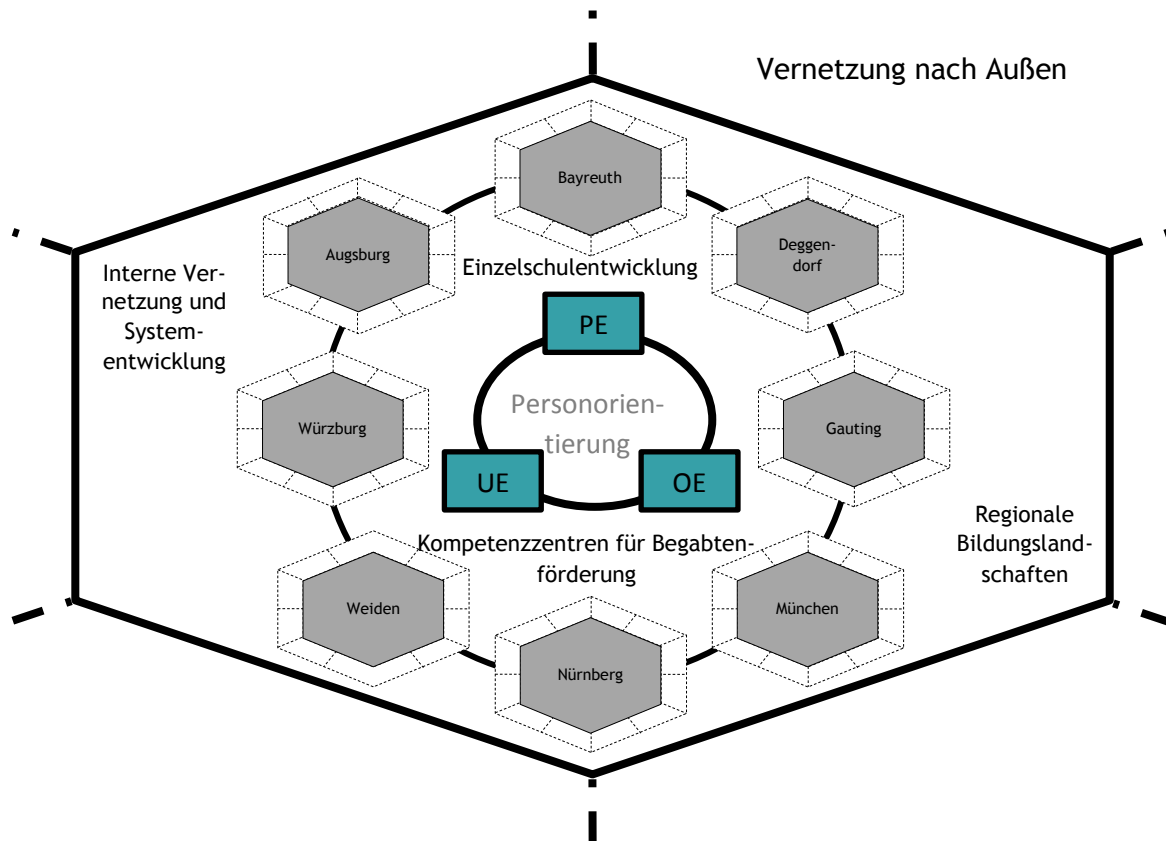 Vernetzung nach Außen
Bayreuth
Augsburg
Deggen-
dorf
Interne Ver-
netzung und
System-
entwicklung
Einzelschulentwicklung
PE
Personorien-
tierung
UE
OE
Würzburg
Gauting
Kompetenzzentren für Begabten-
förderung
Regionale
Bildungsland-
schaften
Weiden
München
Nürnberg